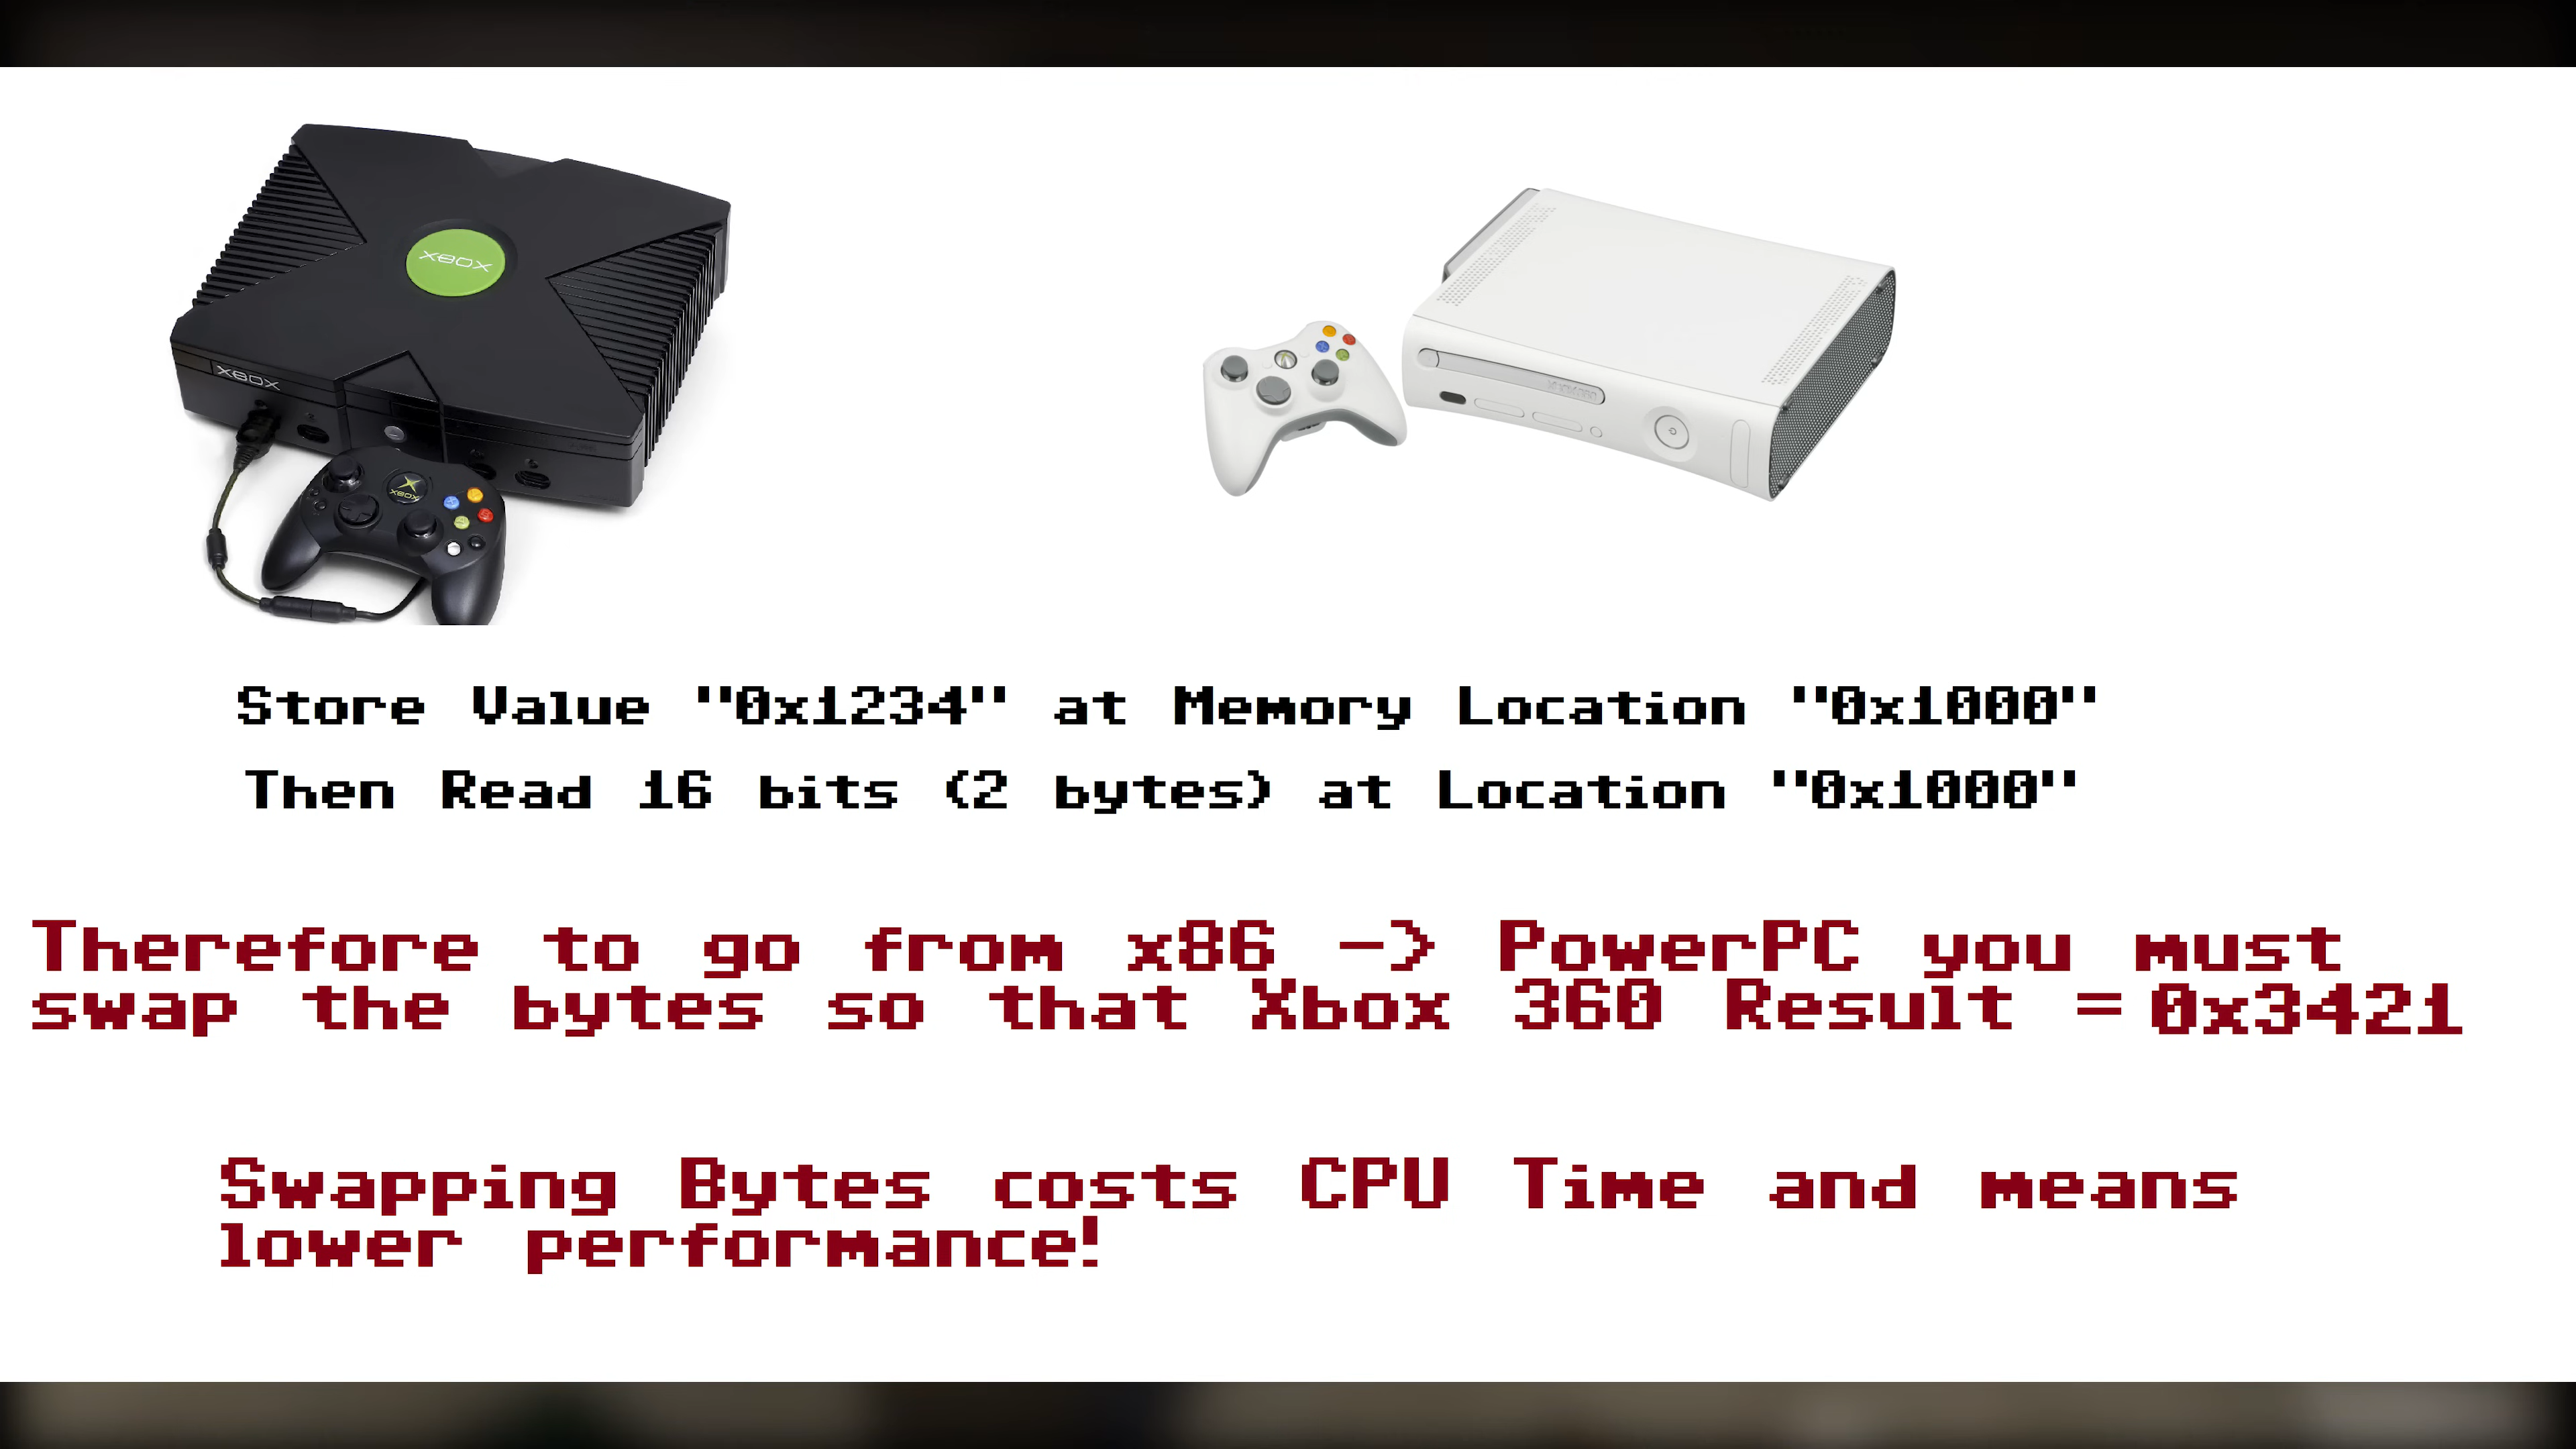 XBOX
XBOX
XBOX
Store Value "0x1234" at Memory Location "0x1000"
Then Read 16 bits (2 bytes) at Location "0x1000"
Therefore to go from x86 -> PowerPC you must
swap the bytes so that Xbox 360 Result = 0x3421
Swapping Bytes costs CPU Time and means
lower performance!